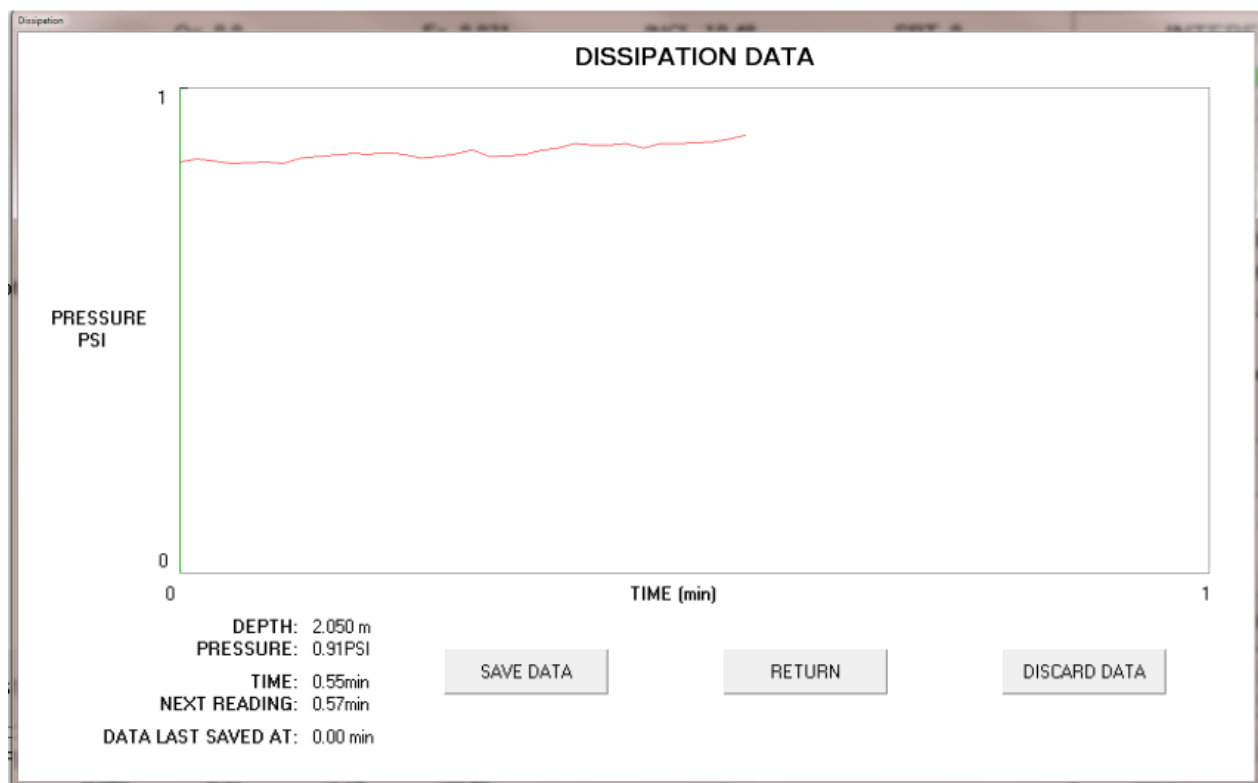 Dissipation
DISSIPATION DATA
1
PRESSURE
PSI
0
0 TIME (min) 1
DEPTH: 2.050 m
PRESSURE: 0.91PSI
TIME: 0.55min
NEXT READING: 0.57min
DATA LAST SAVED AT: 0.00 min
SAVE DATA RETURN DISCARD DATA